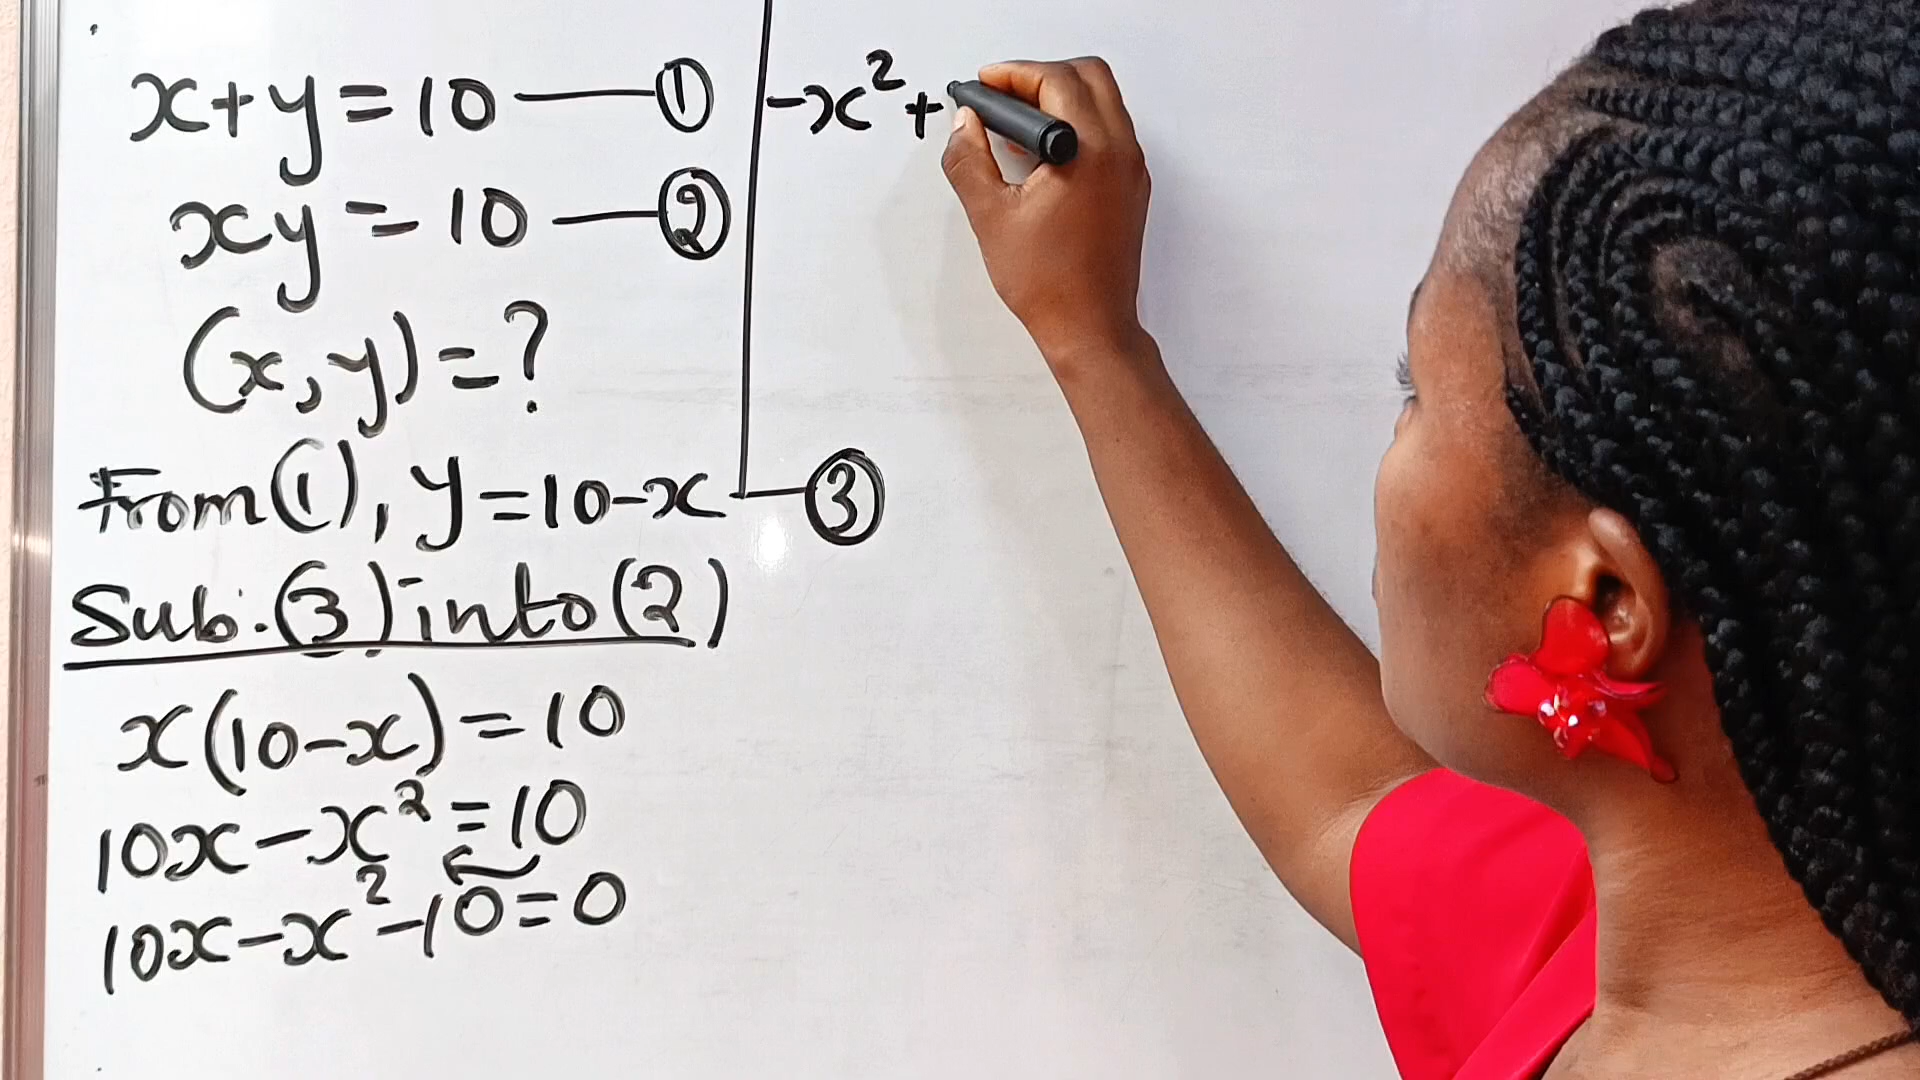 x+y=10 —— ①
xy=10 —— ②
(x,y)=?
From (1), y=10-x — ③
Sub. (3) into (2)
x(10-x)=10
10x-x²=10
10x-x²-10=0
-x²+